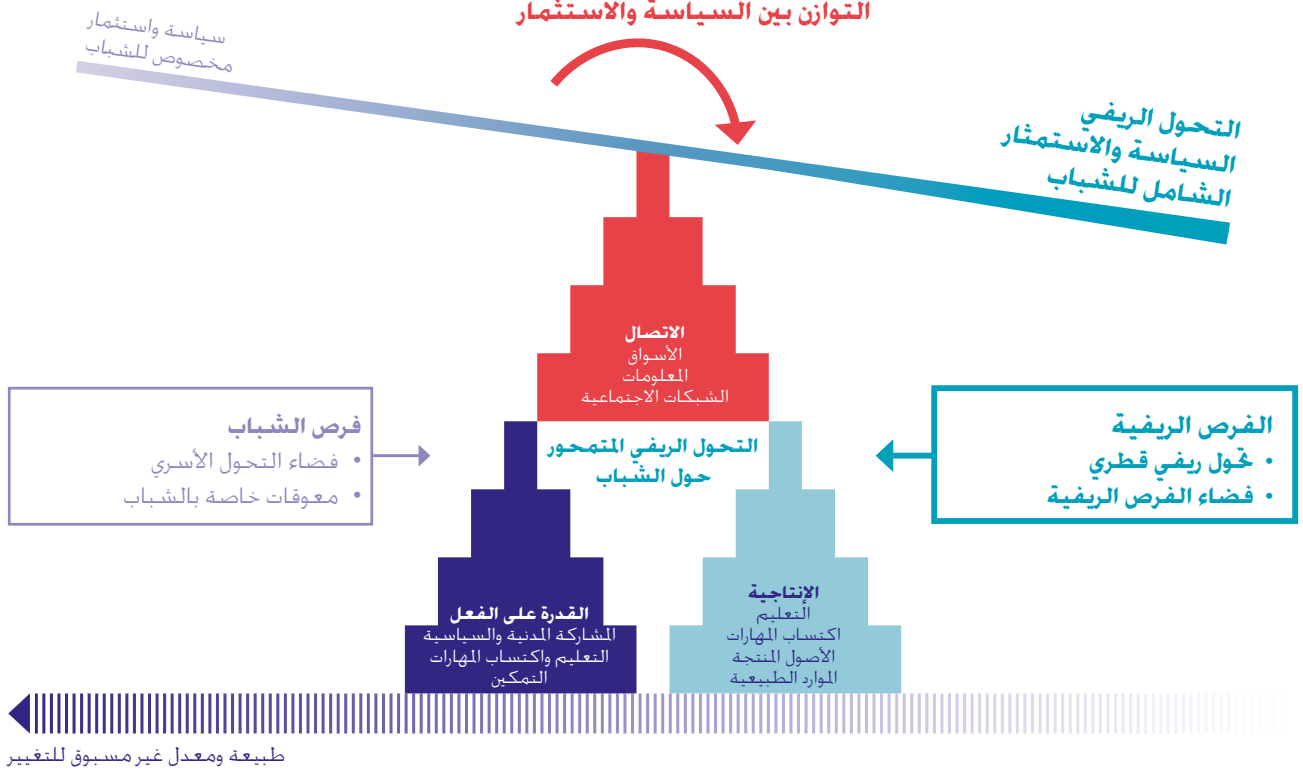 التوازن بين السياسة والاستثمار
سياسة واستثمار
مخصوص للشباب
التحول الريفي
السياسة والاستمثار
الشامل للشباب
الاتصال
الأسواق
المعلومات
الشبكات الاجتماعية
الفرص الريفية
• تحول ريفي قطري
• فضاء الفرص الريفية
التحول الريفي المتمحور
حول الشباب
فرص الشباب
• فضاء التحول الأسري
• معوقات خاصة بالشباب
الإنتاجية
التعليم
اكتساب المهارات
الأصول المنتجة
الموارد الطبيعية
القدرة على الفعل
المشاركة المدنية والسياسية
التعليم واكتساب المهارات
التمكين
طبيعة ومعدل غير مسبوق للتغيير